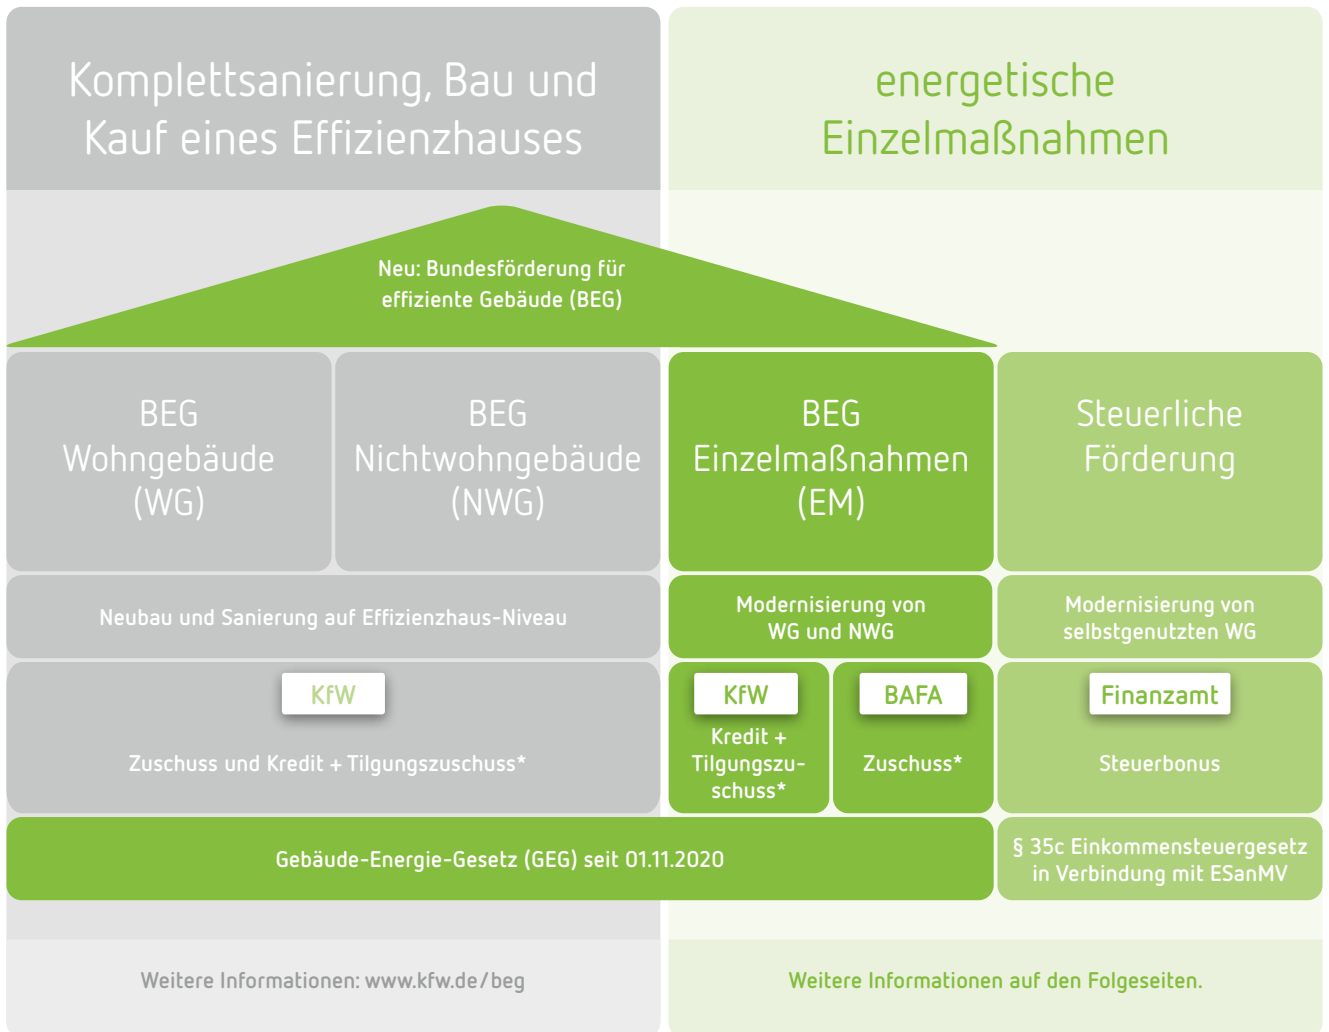 Komplettsanierung, Bau und
Kauf eines Effizienzhauses
energetische
Einzelmaßnahmen
Neu: Bundesförderung für
effiziente Gebäude (BEG)
BEG
Wohngebäude
(WG)
BEG
Nichtwohngebäude
(NWG)
BEG
Einzelmaßnahmen
(EM)
Steuerliche
Förderung
Neubau und Sanierung auf Effizienzhaus-Niveau
Modernisierung von
WG und NWG
Modernisierung von
selbstgenutzten WG
KfW
Zuschuss und Kredit + Tilgungszuschuss*
KfW
Kredit +
Tilgungszu-
schuss*
BAFA
Zuschuss*
Finanzamt
Steuerbonus
Gebäude-Energie-Gesetz (GEG) seit 01.11.2020
§ 35c Einkommensteuergesetz
in Verbindung mit ESanMV
Weitere Informationen: www.kfw.de/beg
Weitere Informationen auf den Folgeseiten.